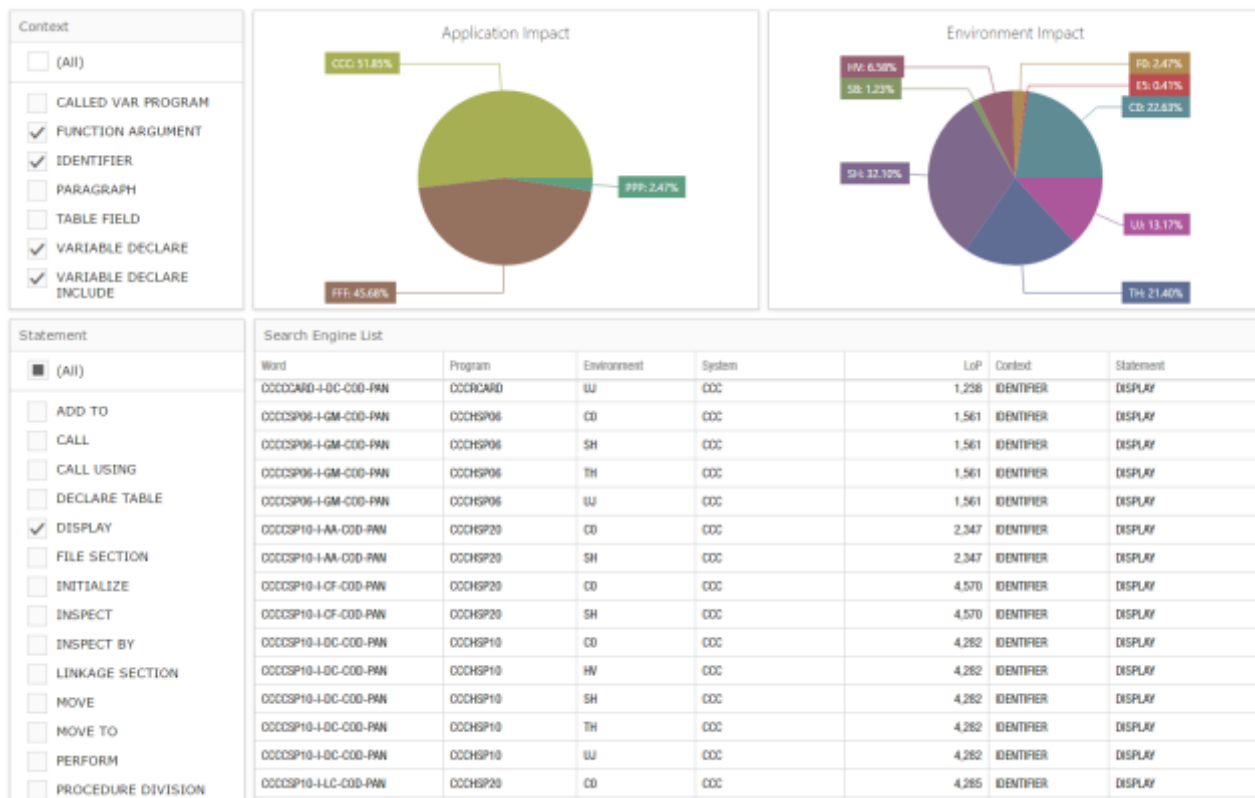 Context
(All)
CALLED VAR PROGRAM
FUNCTION ARGUMENT
IDENTIFIER
PARAGRAPH
TABLE FIELD
VARIABLE DECLARE
VARIABLE DECLARE
INCLUDE
Application Impact
CCC: 51.85%
PPP: 2.47%
FFF: 45.68%
Environment Impact
HV: 6.58%
SB: 1.23%
F0: 2.47%
ES: 0.41%
CD: 22.63%
SH: 32.10%
UJ: 13.17%
TH: 21.40%
Statement
(All)
ADD TO
CALL
CALL USING
DECLARE TABLE
DISPLAY
FILE SECTION
INITIALIZE
INSPECT
INSPECT BY
LINKAGE SECTION
MOVE
MOVE TO
PERFORM
PROCEDURE DIVISION
Search Engine List
Word Program Environment System LoP Context Statement
CCCCCARD-I-DC-COD-PAN CCCRCARD UJ CCC 1,238 IDENTIFIER DISPLAY
CCCCSP06-I-GM-COD-PAN CCCHSP06 CO CCC 1,561 IDENTIFIER DISPLAY
CCCCSP06-I-GM-COD-PAN CCCHSP06 SH CCC 1,561 IDENTIFIER DISPLAY
CCCCSP06-I-GM-COD-PAN CCCHSP06 TH CCC 1,561 IDENTIFIER DISPLAY
CCCCSP06-I-GM-COD-PAN CCCHSP06 UJ CCC 1,561 IDENTIFIER DISPLAY
CCCCSP10-I-AA-COD-PAN CCCHSP20 CO CCC 2,347 IDENTIFIER DISPLAY
CCCCSP10-I-AA-COD-PAN CCCHSP20 SH CCC 2,347 IDENTIFIER DISPLAY
CCCCSP10-I-CF-COD-PAN CCCHSP20 CO CCC 4,570 IDENTIFIER DISPLAY
CCCCSP10-I-CF-COD-PAN CCCHSP20 SH CCC 4,570 IDENTIFIER DISPLAY
CCCCSP10-I-DC-COD-PAN CCCHSP10 CO CCC 4,282 IDENTIFIER DISPLAY
CCCCSP10-I-DC-COD-PAN CCCHSP10 HV CCC 4,282 IDENTIFIER DISPLAY
CCCCSP10-I-DC-COD-PAN CCCHSP10 SH CCC 4,282 IDENTIFIER DISPLAY
CCCCSP10-I-DC-COD-PAN CCCHSP10 TH CCC 4,282 IDENTIFIER DISPLAY
CCCCSP10-I-DC-COD-PAN CCCHSP10 UJ CCC 4,282 IDENTIFIER DISPLAY
CCCCSP10-I-LC-COD-PAN CCCHSP20 CO CCC 4,285 IDENTIFIER DISPLAY